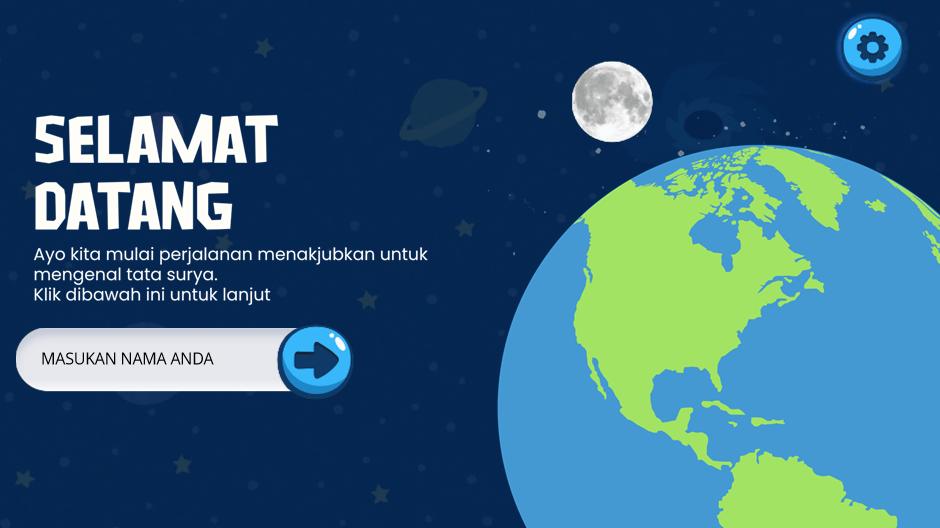 SELAMAT
DATANG
Ayo kita mulai perjalanan menakjubkan untuk
mengenal tata surya.
Klik dibawah ini untuk lanjut
MASUKAN NAMA ANDA